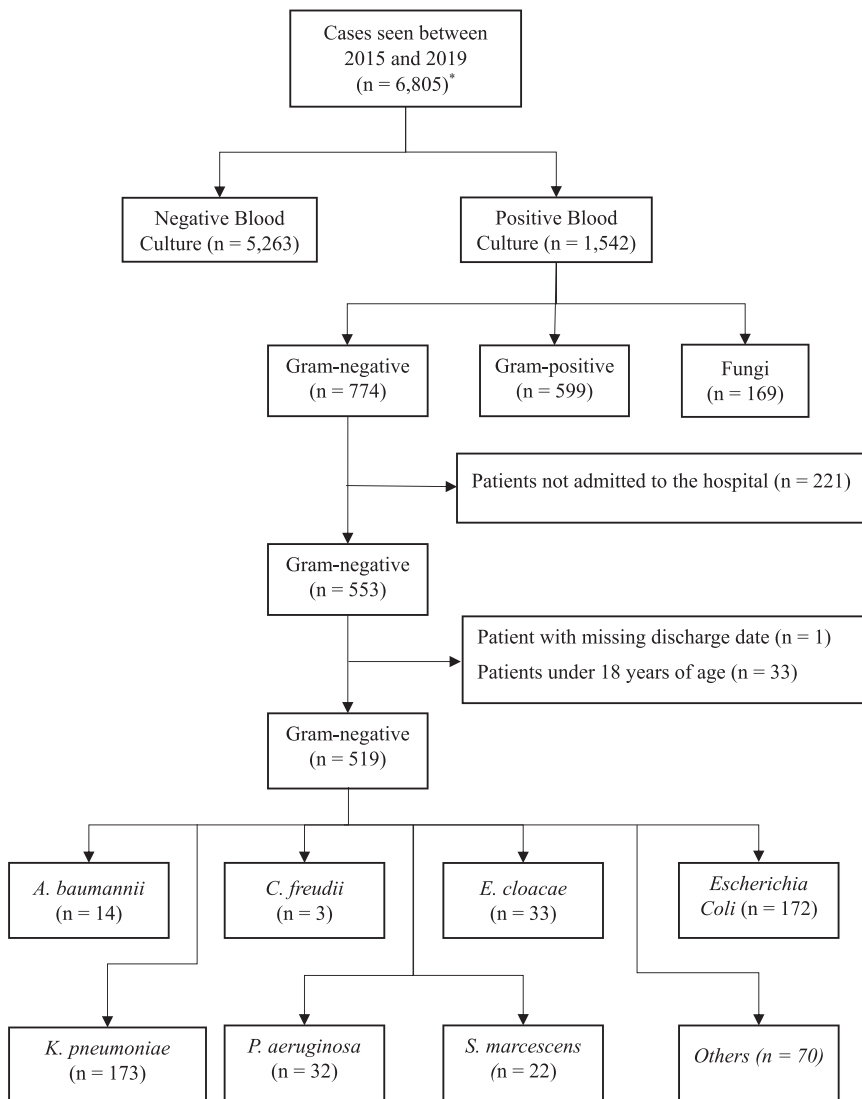 Cases seen between
2015 and 2019
(n = 6,805)*
Negative Blood
Culture (n = 5,263)
Positive Blood
Culture (n = 1,542)
Gram-negative
(n = 774)
Gram-positive
(n = 599)
Fungi
(n = 169)
Patients not admitted to the hospital (n = 221)
Gram-negative
(n = 553)
Patient with missing discharge date (n = 1)
Patients under 18 years of age (n = 33)
Gram-negative
(n = 519)
A. baumannii
(n = 14)
C. freudii
(n = 3)
E. cloacae
(n = 33)
Escherichia
Coli (n = 172)
K. pneumoniae
(n = 173)
P. aeruginosa
(n = 32)
S. marcescens
(n = 22)
Others (n = 70)